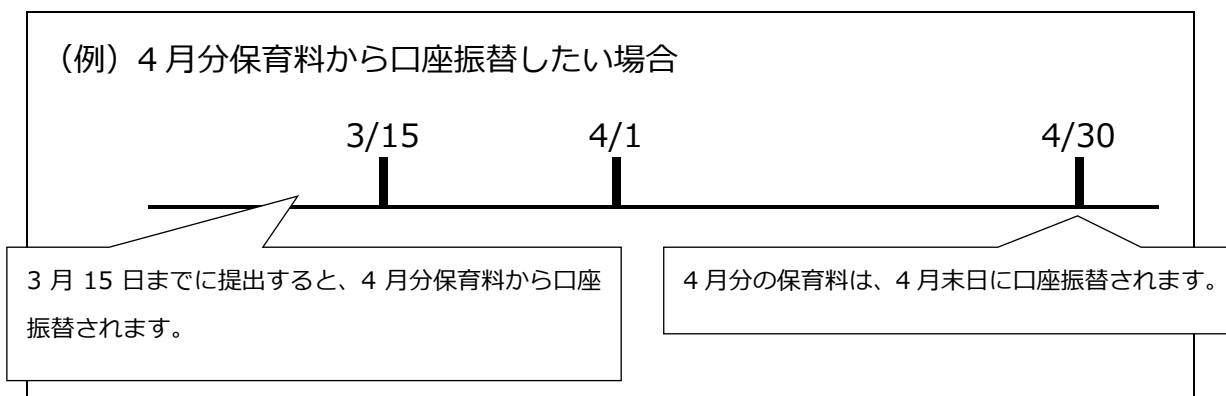 （例）４月分保育料から口座振替したい場合
3/15 4/1 4/30
3 月 15 日までに提出すると、４月分保育料から口座
振替されます。
４月分の保育料は、４月末日に口座振替されます。